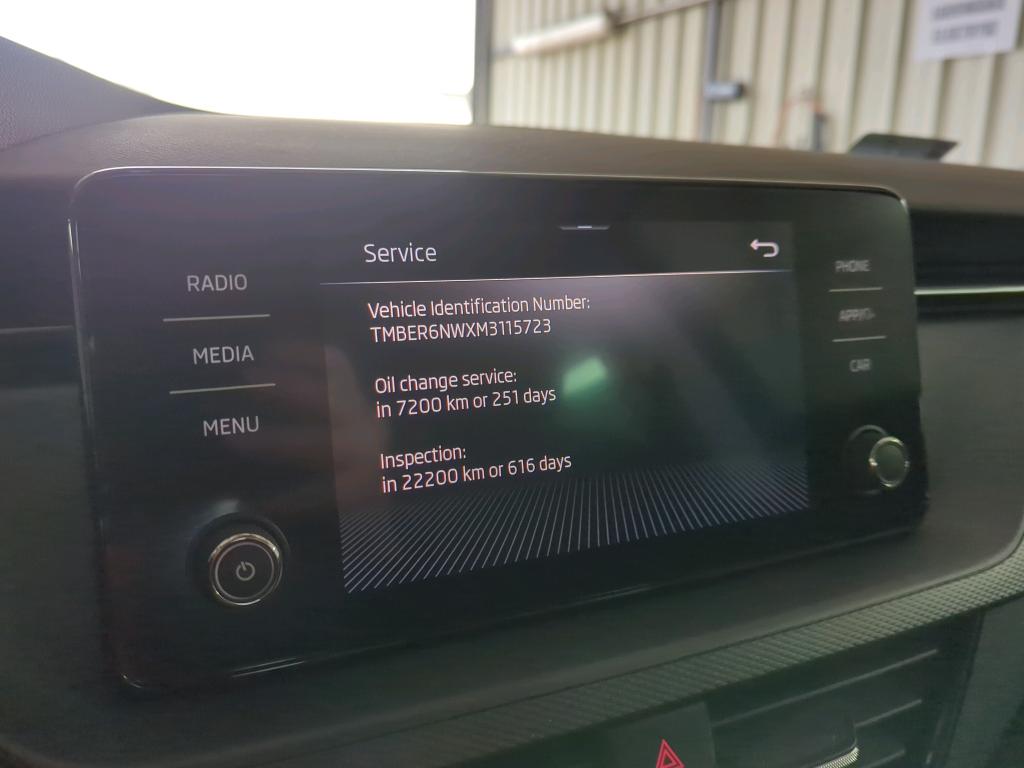 Service
RADIO
MEDIA
MENU
PHONE
CAR
Vehicle Identification Number:
TMBER6NWXM3115723
Oil change service:
in 7200 km or 251 days
Inspection:
in 22200 km or 616 days